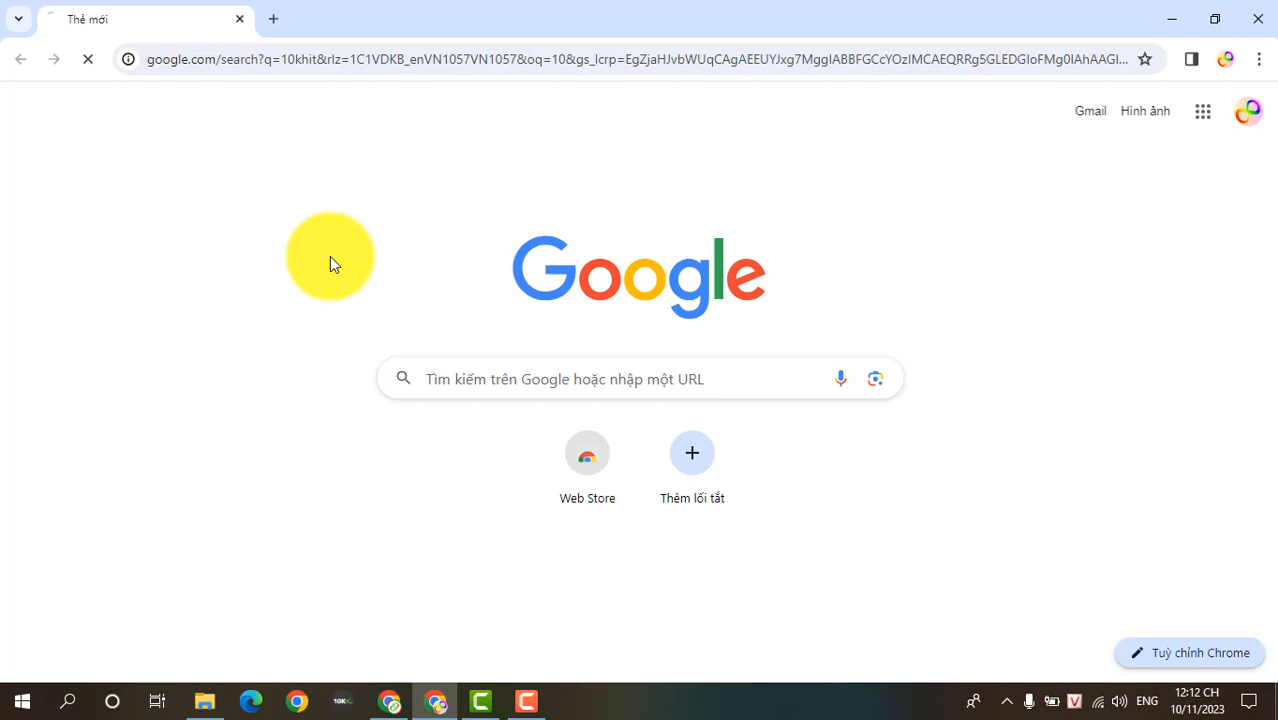 Thẻ mới
google.com/search?q=10khit&rlz=1C1VDKB_enVN1057VN1057&oq=10&gs_lcrp=EgZjaHJvbWUqCAgAEEUYJxg7MggIABBFGCcYOzIMCAEQRRg5GLEDGIoFMg0IAhAAGI...
Gmail Hình ảnh
Google
Tìm kiếm trên Google hoặc nhập một URL
Web Store Thêm lối tắt
Tuỳ chỉnh Chrome
10K
V
ENG
12:12 CH
10/11/2023